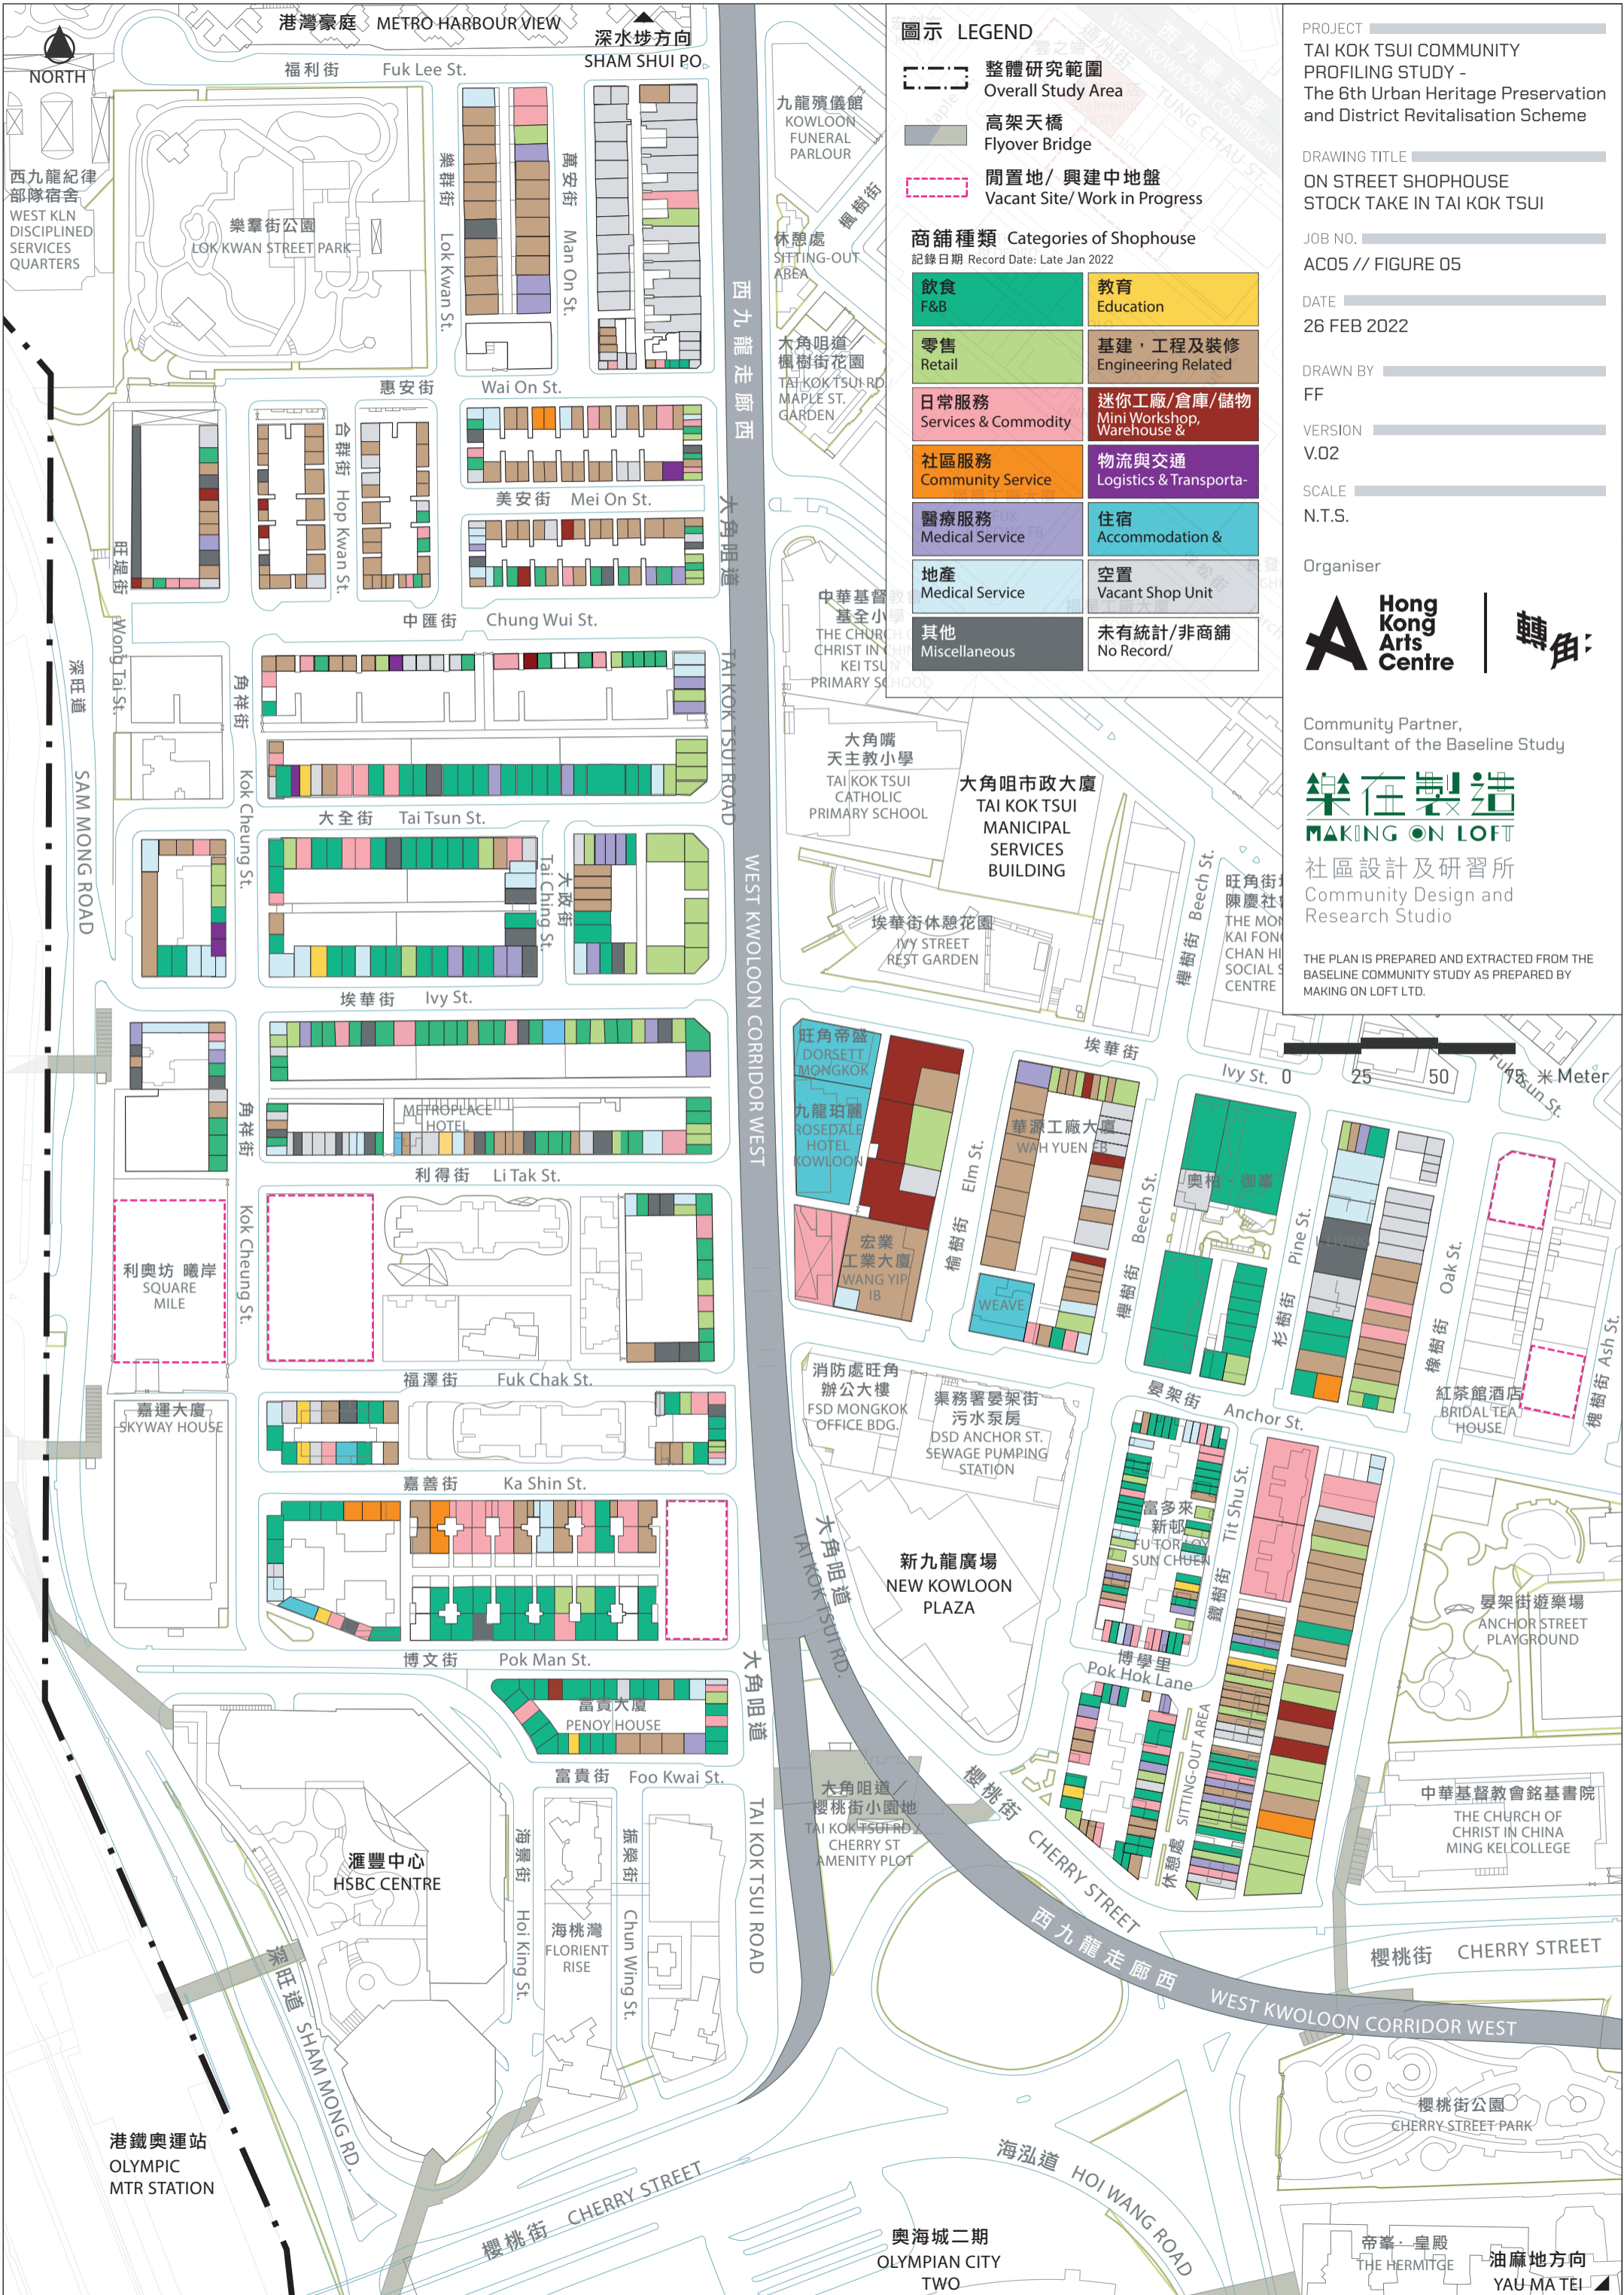 港灣豪庭 METRO HARBOUR VIEW
深水埗方向
SHAM SHUI PO
NORTH
福利街 Fuk Lee St.
西九龍紀律
部隊宿舍
WEST KLN
DISCIPLINED
SERVICES
QUARTERS
樂羣街公園
LOK KWAN STREET PARK
樂群街 Lok Kwan St.
萬安街 Man On St.
九龍殯儀館
KOWLOON
FUNERAL
PARLOUR
楓樹街
休憩處
SITTING-OUT
AREA
大角咀道/
楓樹街花園
TAI KOK TSUI RD
MAPLE ST.
GARDEN
西九龍走廊西
惠安街 Wai On St.
合群街 Hop Kwan St.
美安街 Mei On St.
大角咀道
旺堤街
Wong Tai St.
中匯街 Chung Wui St.
深旺道
SAM MONG ROAD
角祥街
Kok Cheung St.
TAI KOK TSUI ROAD
中華基督教會
基全小學
THE CHURCH
CHRIST IN
KEI TSUN
PRIMARY SCHOOL
大角嘴
天主教小學
TAI KOK TSUI
CATHOLIC
PRIMARY SCHOOL
大角咀市政大廈
TAI KOK TSUI
MANICIPAL
SERVICES
BUILDING
大全街 Tai Tsun St.
大政街
Tai Ching St.
WEST KWOLOON CORRIDOR WEST
埃華街休憩花園
IVY STREET
REST GARDEN
櫸樹街 Beech St.
旺角街
陳慶社
THE MON
KAI FON
CHAN HI
SOCIAL S
CENTRE
埃華街 Ivy St.
埃華街
Ivy St.
旺角帝盛
DORSETT
MONGKOK
九龍珀麗
ROSEDALE
HOTEL
KOWLOON
華源工廠大廈
WAH YUEN FB
METROPLACE
HOTEL
角祥街
Kok Cheung St.
利得街 Li Tak St.
利奧坊 曦岸
SQUARE
MILE
宏業
工業大廈
WANG YIP
IB
榆樹街 Elm St.
WEAVE
櫸樹街 Beech St.
奧柏・御峯
杉樹街 Pine St.
LIVING
橡樹街 Oak St.
槐樹街 Ash St.
Fuk Tsun St.
紅茶館酒店
BRIDAL TEA
HOUSE
福澤街 Fuk Chak St.
嘉運大廈
SKYWAY HOUSE
消防處旺角
辦公大樓
FSD MONGKOK
OFFICE BDG.
渠務署晏架街
污水泵房
DSD ANCHOR ST.
SEWAGE PUMPING
STATION
晏架街 Anchor St.
嘉善街 Ka Shin St.
富多來
新邨
FU TOR LOY
SUN CHUEN
鐵樹街 Tit Shu St.
新九龍廣場
NEW KOWLOON
PLAZA
大角咀道
TAI KOK TSUI RD.
晏架街遊樂場
ANCHOR STREET
PLAYGROUND
博文街 Pok Man St.
博學里
Pok Hok Lane
富貴大廈
PENOY HOUSE
大角咀道
TAI KOK TSUI ROAD
富貴街 Foo Kwai St.
休憩處 SITTING-OUT AREA
大角咀道/
櫻桃街小園地
TAI KOK TSUI RD./
CHERRY ST
AMENITY PLOT
櫻桃街 CHERRY STREET
中華基督教會銘基書院
THE CHURCH OF
CHRIST IN CHINA
MING KEI COLLEGE
滙豐中心
HSBC CENTRE
海景街 Hoi King St.
海桃灣
FLORIENT
RISE
振榮街 Chun Wing St.
深旺道 SHAM MONG RD.
西九龍走廊西 WEST KWOLOON CORRIDOR WEST
櫻桃街 CHERRY STREET
櫻桃街公園
CHERRY STREET PARK
港鐵奧運站
OLYMPIC
MTR STATION
櫻桃街 CHERRY STREET
海泓道 HOI WANG ROAD
奧海城二期
OLYMPIAN CITY
TWO
帝峯・皇殿
THE HERMITGE
油麻地方向
YAU MA TEI
圖示 LEGEND
整體研究範圍
Overall Study Area
高架天橋
Flyover Bridge
閒置地/ 興建中地盤
Vacant Site/ Work in Progress
商舖種類 Categories of Shophouse
記錄日期 Record Date: Late Jan 2022
飲食
F&B
教育
Education
零售
Retail
基建，工程及裝修
Engineering Related
日常服務
Services & Commodity
迷你工廠/倉庫/儲物
Mini Workshop,
Warehouse &
社區服務
Community Service
物流與交通
Logistics & Transporta-
醫療服務
Medical Service
住宿
Accommodation &
地產
Medical Service
空置
Vacant Shop Unit
其他
Miscellaneous
未有統計/非商舖
No Record/
PROJECT
TAI KOK TSUI COMMUNITY
PROFILING STUDY -
The 6th Urban Heritage Preservation
and District Revitalisation Scheme
DRAWING TITLE
ON STREET SHOPHOUSE
STOCK TAKE IN TAI KOK TSUI
JOB NO.
AC05 // FIGURE 05
DATE
26 FEB 2022
DRAWN BY
FF
VERSION
V.02
SCALE
N.T.S.
Organiser
Hong
Kong
Arts
Centre
轉角:
Community Partner,
Consultant of the Baseline Study
樂在製造
MAKING ON LOFT
社區設計及研習所
Community Design and
Research Studio
THE PLAN IS PREPARED AND EXTRACTED FROM THE
BASELINE COMMUNITY STUDY AS PREPARED BY
MAKING ON LOFT LTD.
0 25 50 75 米 Meter